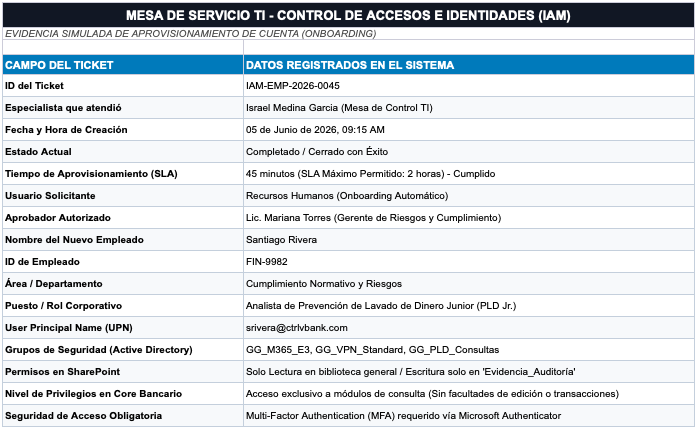 MESA DE SERVICIO TI - CONTROL DE ACCESOS E IDENTIDADES (IAM)
EVIDENCIA SIMULADA DE APROVISIONAMIENTO DE CUENTA (ONBOARDING)
CAMPO DEL TICKET DATOS REGISTRADOS EN EL SISTEMA
ID del Ticket IAM-EMP-2026-0045
Especialista que atendió Israel Medina Garcia (Mesa de Control TI)
Fecha y Hora de Creación 05 de Junio de 2026, 09:15 AM
Estado Actual Completado / Cerrado con Éxito
Tiempo de Aprovisionamiento (SLA) 45 minutos (SLA Máximo Permitido: 2 horas) - Cumplido
Usuario Solicitante Recursos Humanos (Onboarding Automático)
Aprobador Autorizado Lic. Mariana Torres (Gerente de Riesgos y Cumplimiento)
Nombre del Nuevo Empleado Santiago Rivera
ID de Empleado FIN-9982
Área / Departamento Cumplimiento Normativo y Riesgos
Puesto / Rol Corporativo Analista de Prevención de Lavado de Dinero Junior (PLD Jr.)
User Principal Name (UPN) srivera@ctrlvbank.com
Grupos de Seguridad (Active Directory) GG_M365_E3, GG_VPN_Standard, GG_PLD_Consultas
Permisos en SharePoint Solo Lectura en biblioteca general / Escritura solo en 'Evidencia_Auditoría'
Nivel de Privilegios en Core Bancario Acceso exclusivo a módulos de consulta (Sin facultades de edición o transacciones)
Seguridad de Acceso Obligatoria Multi-Factor Authentication (MFA) requerido vía Microsoft Authenticator